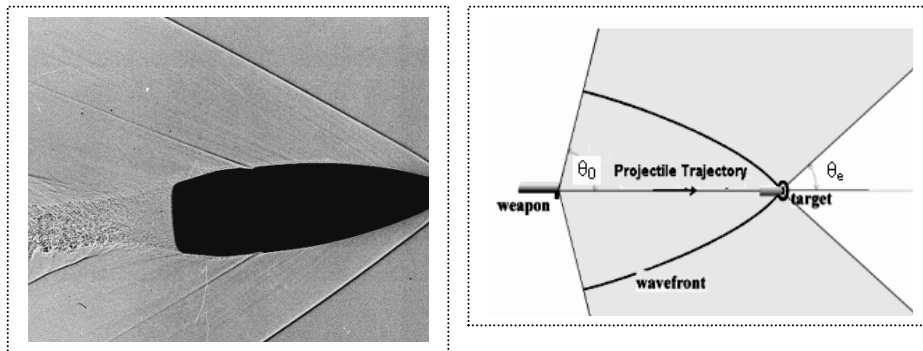 θ0
Projectile Trajectory
θe
weapon
target
wavefront